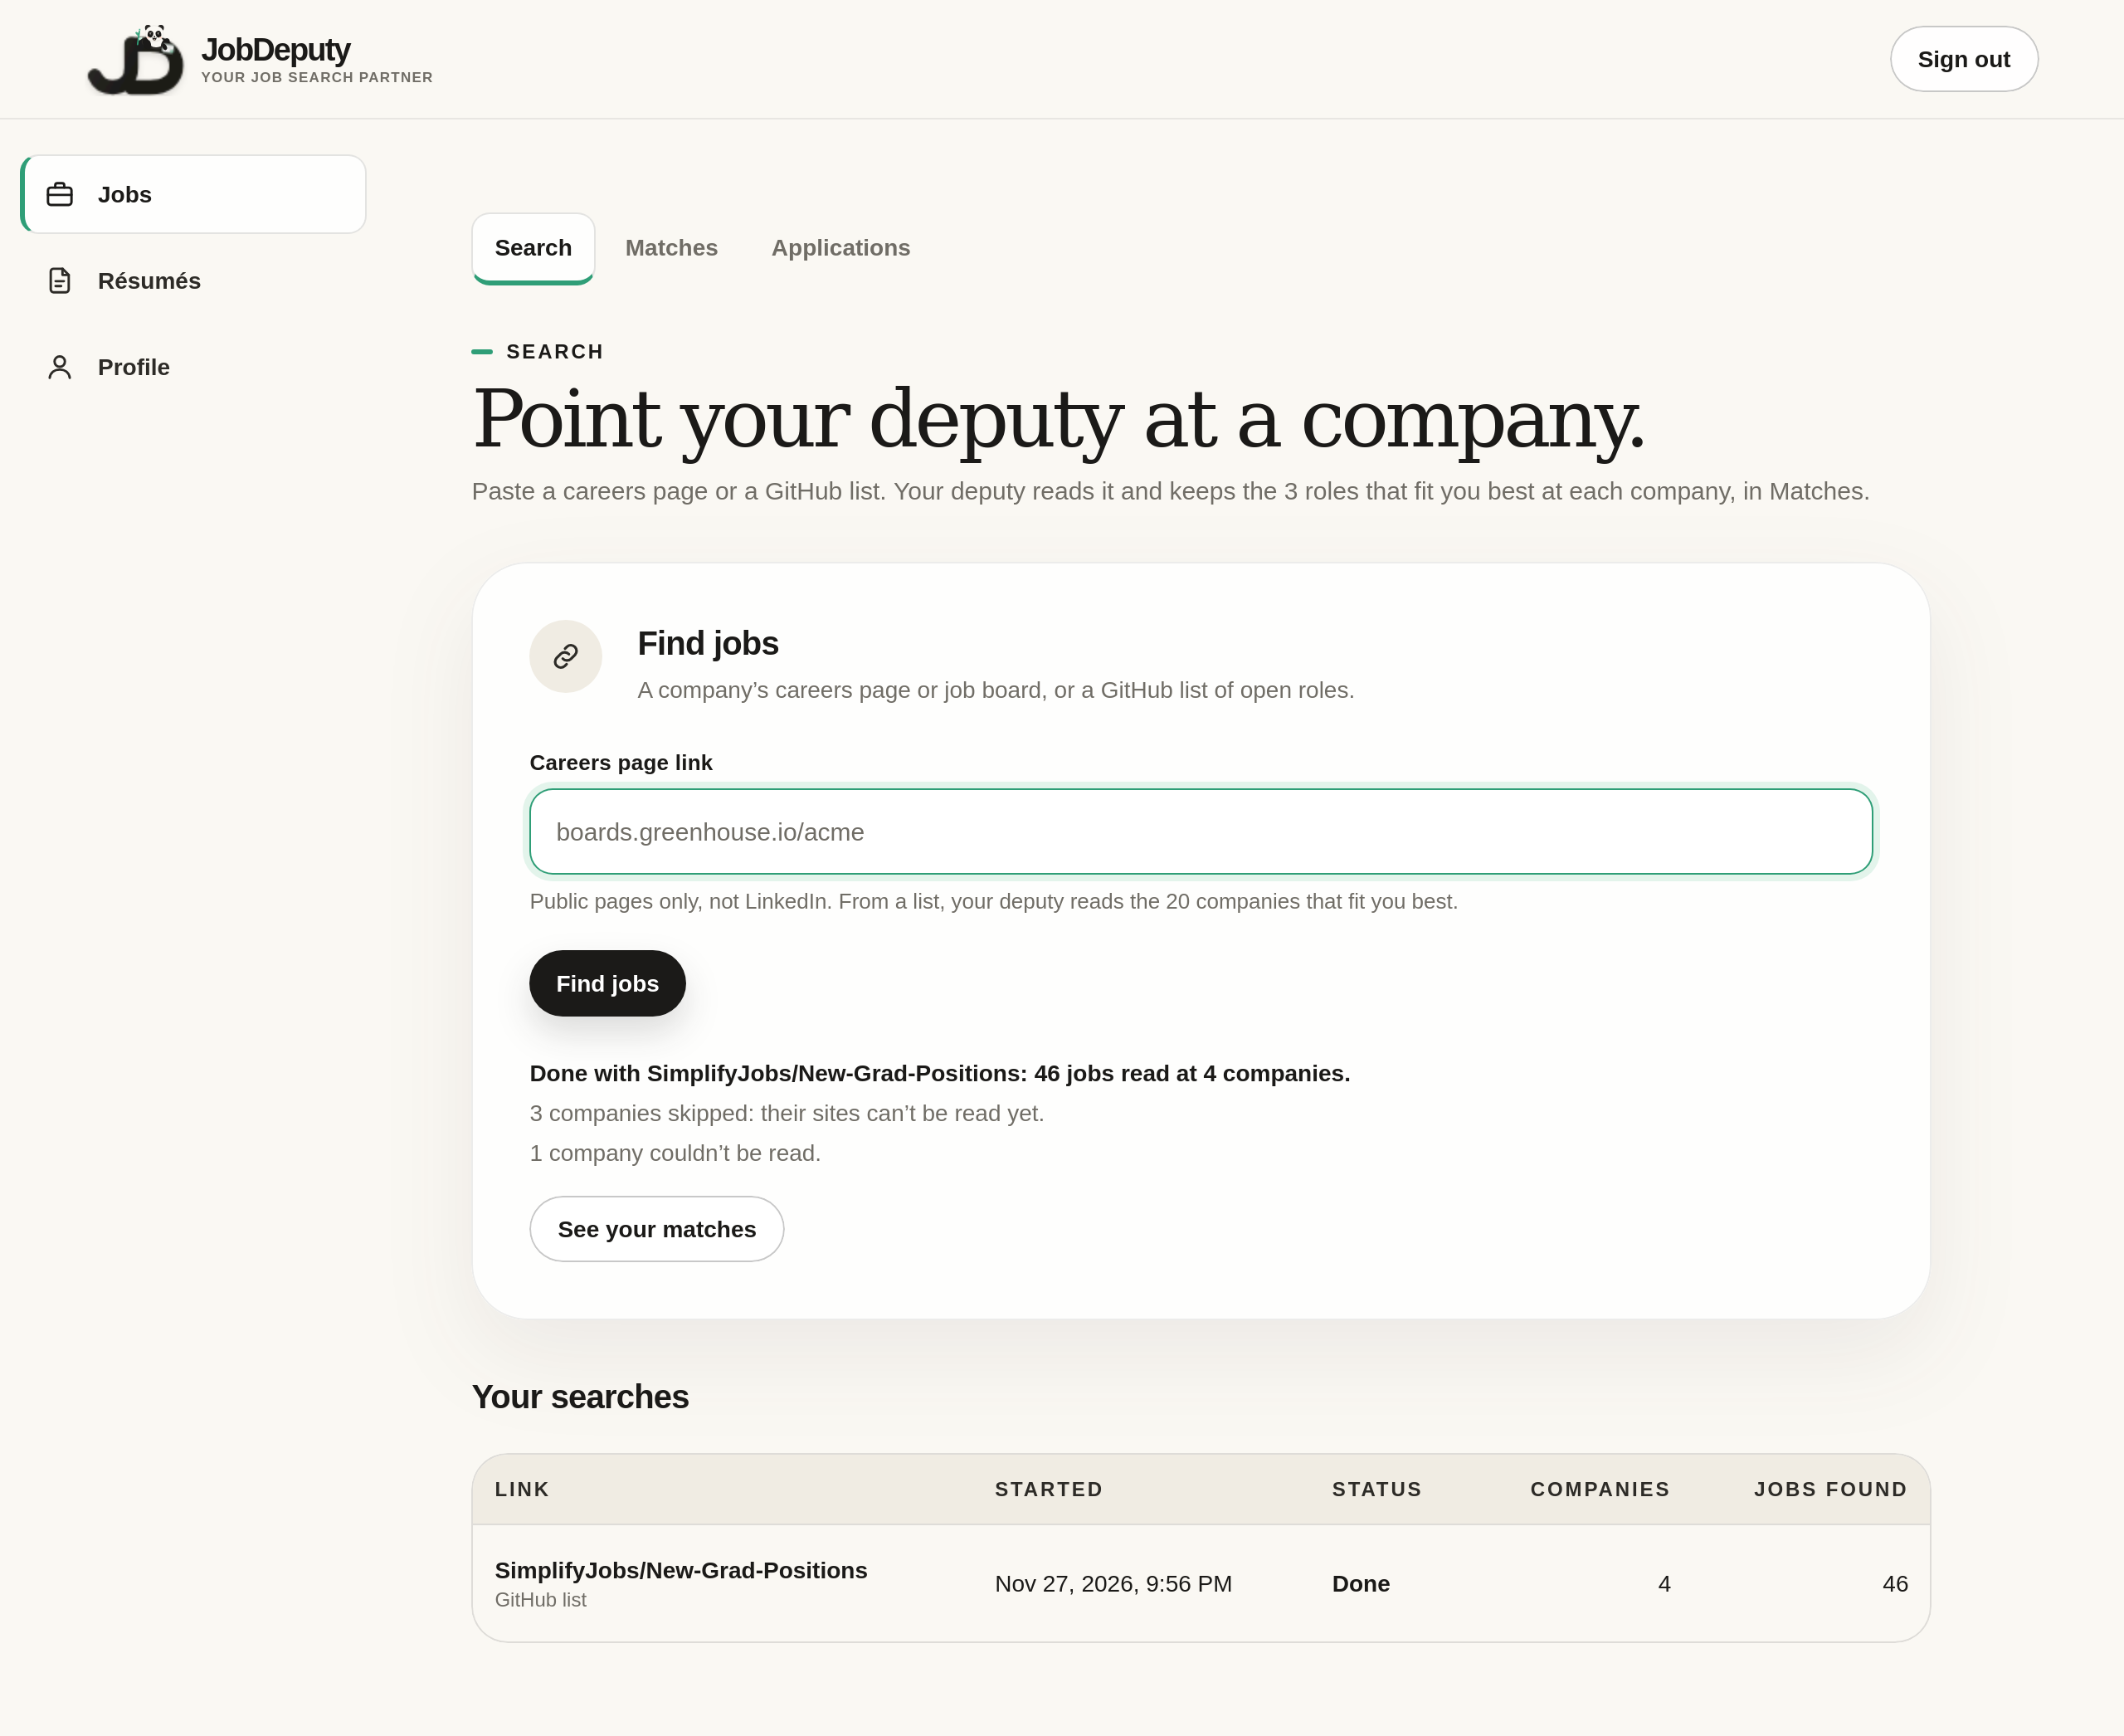 JobDeputy
YOUR JOB SEARCH PARTNER
Sign out
Jobs
Résumés
Profile
Search
Matches
Applications
SEARCH
Point your deputy at a company.
Paste a careers page or a GitHub list. Your deputy reads it and keeps the 3 roles that fit you best at each company, in Matches.
Find jobs
A company’s careers page or job board, or a GitHub list of open roles.
Careers page link
boards.greenhouse.io/acme
Public pages only, not LinkedIn. From a list, your deputy reads the 20 companies that fit you best.
Find jobs
Done with SimplifyJobs/New-Grad-Positions: 46 jobs read at 4 companies.
3 companies skipped: their sites can’t be read yet.
1 company couldn’t be read.
See your matches
Your searches
LINK STARTED STATUS COMPANIES JOBS FOUND
SimplifyJobs/New-Grad-Positions Nov 27, 2026, 9:56 PM Done 4 46
GitHub list